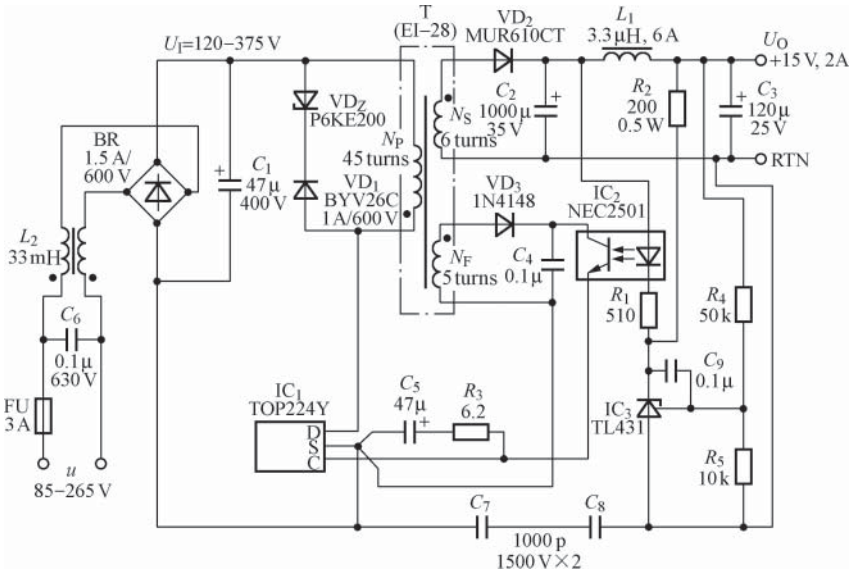 T
(EI–28)
VD2
MUR610CT
L1
3.3 μH, 6 A
UO
+15 V, 2A
UI=120–375 V
VDZ
P6KE200
NP
45 turns
VD1
BYV26C
1A/600 V
NS
6 turns
C2
1000 μ
35 V
R2
200
0.5 W
C3
120 μ
25 V
RTN
BR
1.5 A/
600 V
C1
47 μ
400 V
VD3
1N4148
IC2
NEC2501
NF
5 turns
C4
0.1 μ
L2
33 mH
R1
510
R4
50 k
C6
0.1 μ
630 V
C9
0.1 μ
FU
3 A
IC1
TOP224Y
D
S
C
C5
47 μ
R3
6.2
IC3
TL431
R5
10 k
u
85–265 V
C7
C8
1000 p
1500 V×2
+
+
+
+